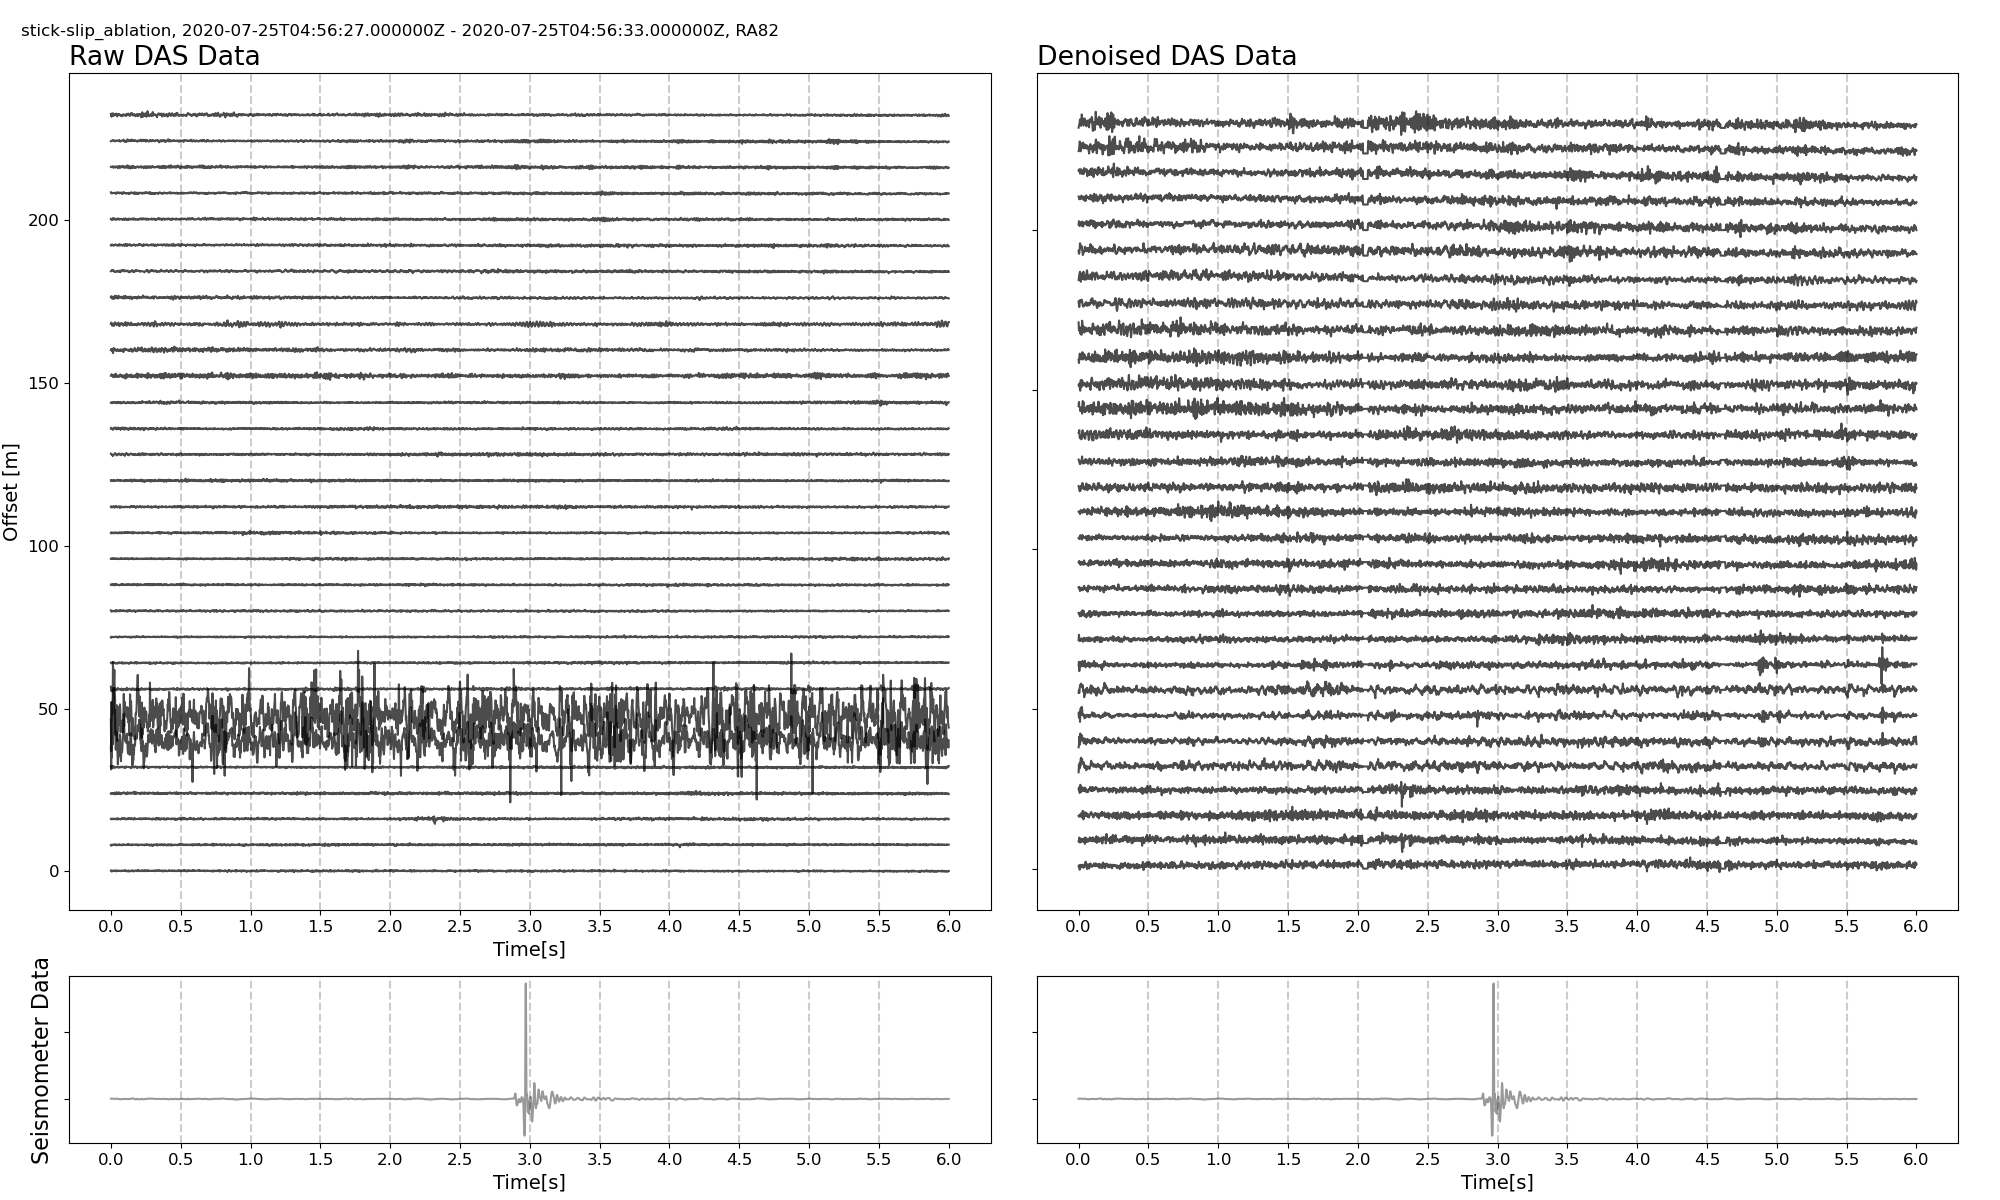 stick-slip_ablation, 2020-07-25T04:56:27.000000Z - 2020-07-25T04:56:33.000000Z, RA82
Raw DAS Data
Denoised DAS Data
Offset [m]
200
150
100
50
0
0.0 0.5 1.0 1.5 2.0 2.5 3.0 3.5 4.0 4.5 5.0 5.5 6.0
Time[s]
0.0 0.5 1.0 1.5 2.0 2.5 3.0 3.5 4.0 4.5 5.0 5.5 6.0
Seismometer Data
0.0 0.5 1.0 1.5 2.0 2.5 3.0 3.5 4.0 4.5 5.0 5.5 6.0
Time[s]
0.0 0.5 1.0 1.5 2.0 2.5 3.0 3.5 4.0 4.5 5.0 5.5 6.0
Time[s]